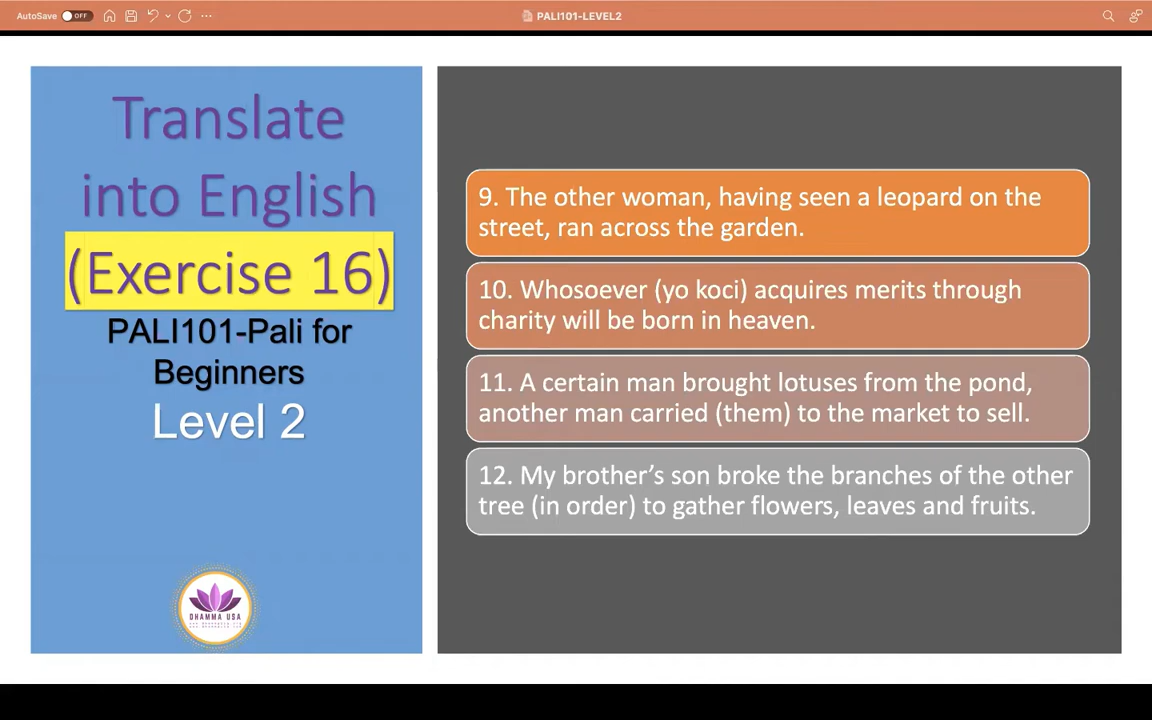 AutoSave OFF
PALI101-LEVEL2
Translate
into English
(Exercise 16)
PALI101-Pali for
Beginners
Level 2
DHAMMA USA
9. The other woman, having seen a leopard on the
street, ran across the garden.
10. Whosoever (yo koci) acquires merits through
charity will be born in heaven.
11. A certain man brought lotuses from the pond,
another man carried (them) to the market to sell.
12. My brother’s son broke the branches of the other
tree (in order) to gather flowers, leaves and fruits.